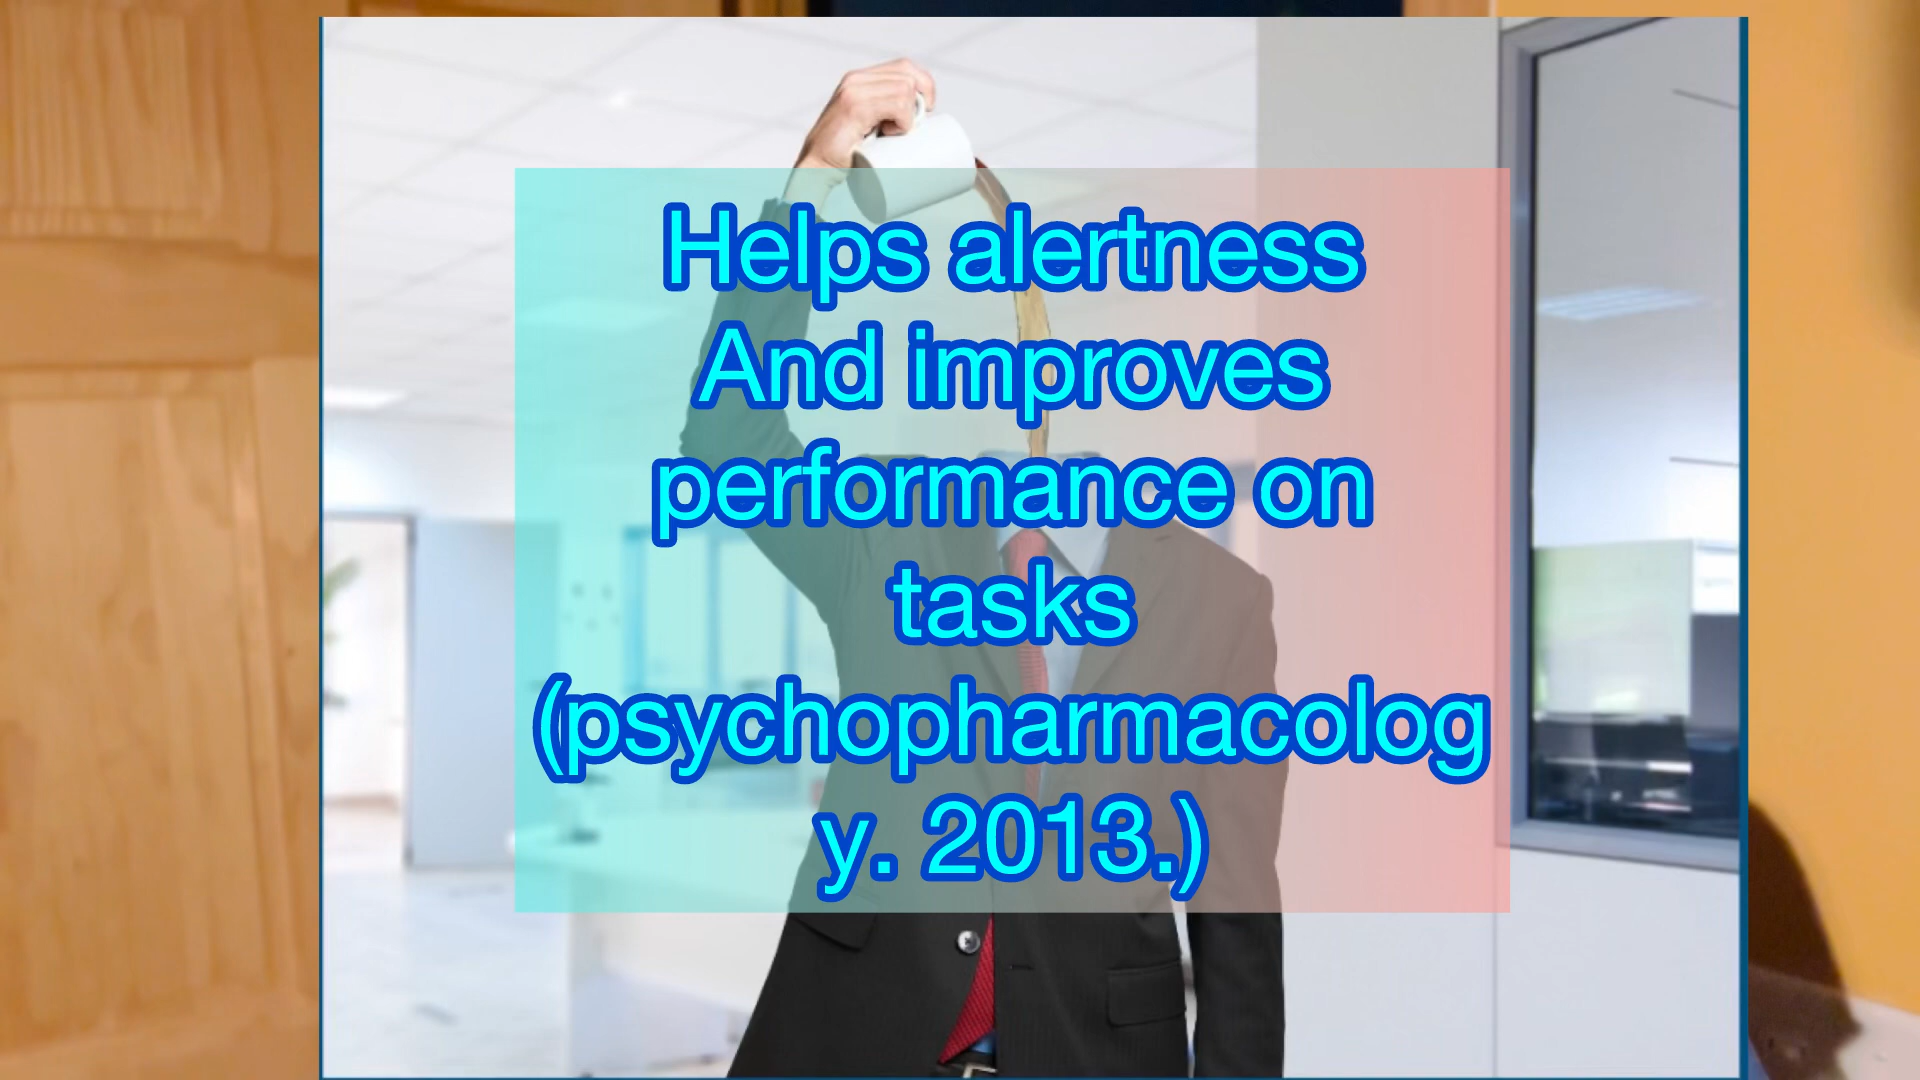 Helps alertness
And improves
performance on
tasks
(psychopharmacolog
y. 2013.)